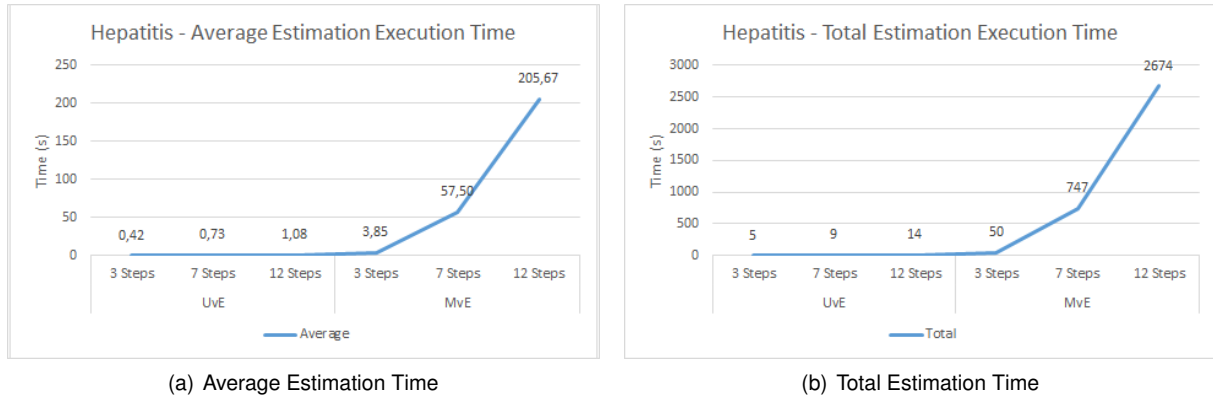 Hepatitis - Average Estimation Execution Time
250
200
150
100
50
0
Time (s)
0,42
0,73
1,08
3,85
57,50
205,67
3 Steps 7 Steps 12 Steps 3 Steps 7 Steps 12 Steps
UvE MvE
Average
(a) Average Estimation Time
Hepatitis - Total Estimation Execution Time
3000
2500
2000
1500
1000
500
0
Time (s)
5
9
14
50
747
2674
3 Steps 7 Steps 12 Steps 3 Steps 7 Steps 12 Steps
UvE MvE
Total
(b) Total Estimation Time